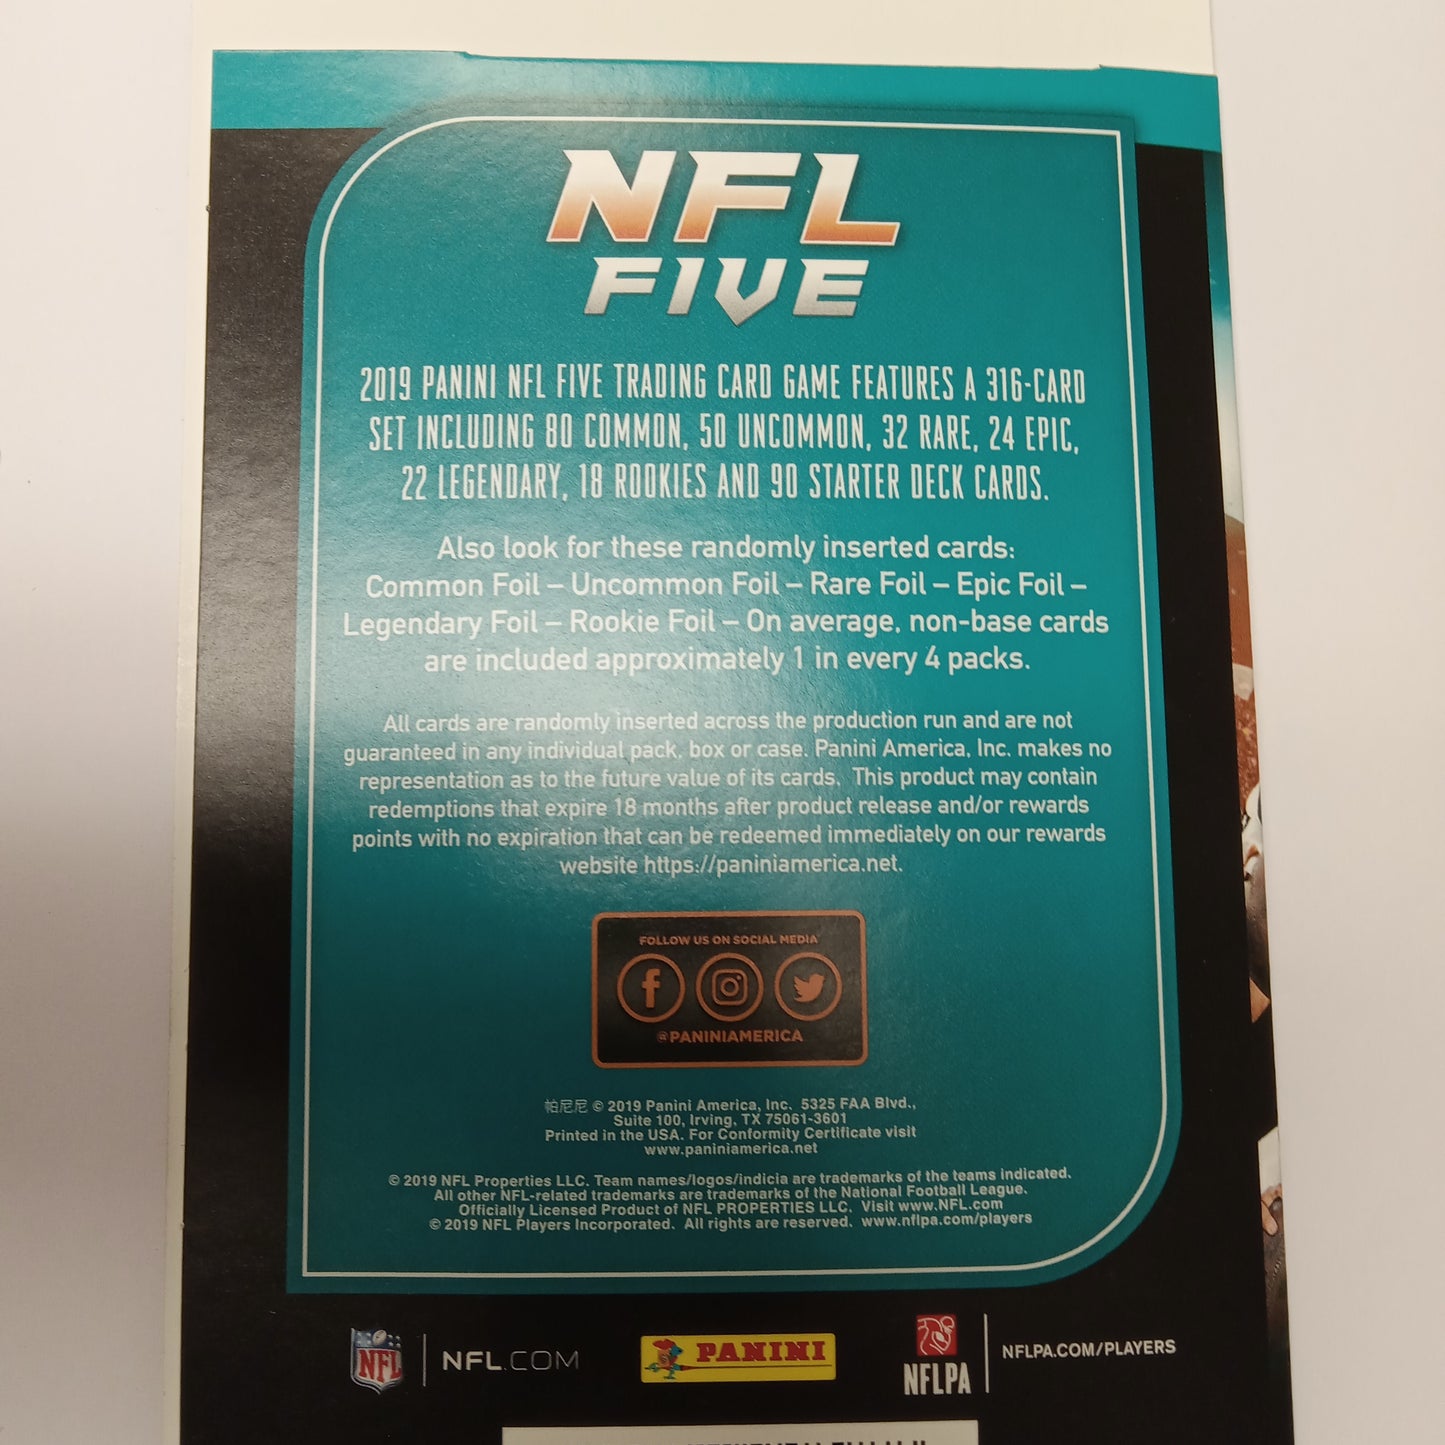 NFL
FIVE
2019 PANINI NFL FIVE TRADING CARD GAME FEATURES A 316-CARD
SET INCLUDING 80 COMMON, 50 UNCOMMON, 32 RARE, 24 EPIC,
22 LEGENDARY, 18 ROOKIES AND 90 STARTER DECK CARDS.
Also look for these randomly inserted cards:
Common Foil – Uncommon Foil – Rare Foil – Epic Foil –
Legendary Foil – Rookie Foil – On average, non-base cards
are included approximately 1 in every 4 packs.
All cards are randomly inserted across the production run and are not
guaranteed in any individual pack, box or case. Panini America, Inc. makes no
representation as to the future value of its cards. This product may contain
redemptions that expire 18 months after product release and/or rewards
points with no expiration that can be redeemed immediately on our rewards
website https://paniniamerica.net.
FOLLOW US ON SOCIAL MEDIA
@PANINIAMERICA
帕尼尼 © 2019 Panini America, Inc. 5325 FAA Blvd.,
Suite 100, Irving, TX 75061-3601
Printed in the USA. For Conformity Certificate visit
www.paniniamerica.net
© 2019 NFL Properties LLC. Team names/logos/indicia are trademarks of the teams indicated.
All other NFL-related trademarks are trademarks of the National Football League.
Officially Licensed Product of NFL PROPERTIES LLC. Visit www.NFL.com
© 2019 NFL Players Incorporated. All rights are reserved. www.nflpa.com/players
NFL NFL.COM PANINI NFLPA NFLPA.COM/PLAYERS